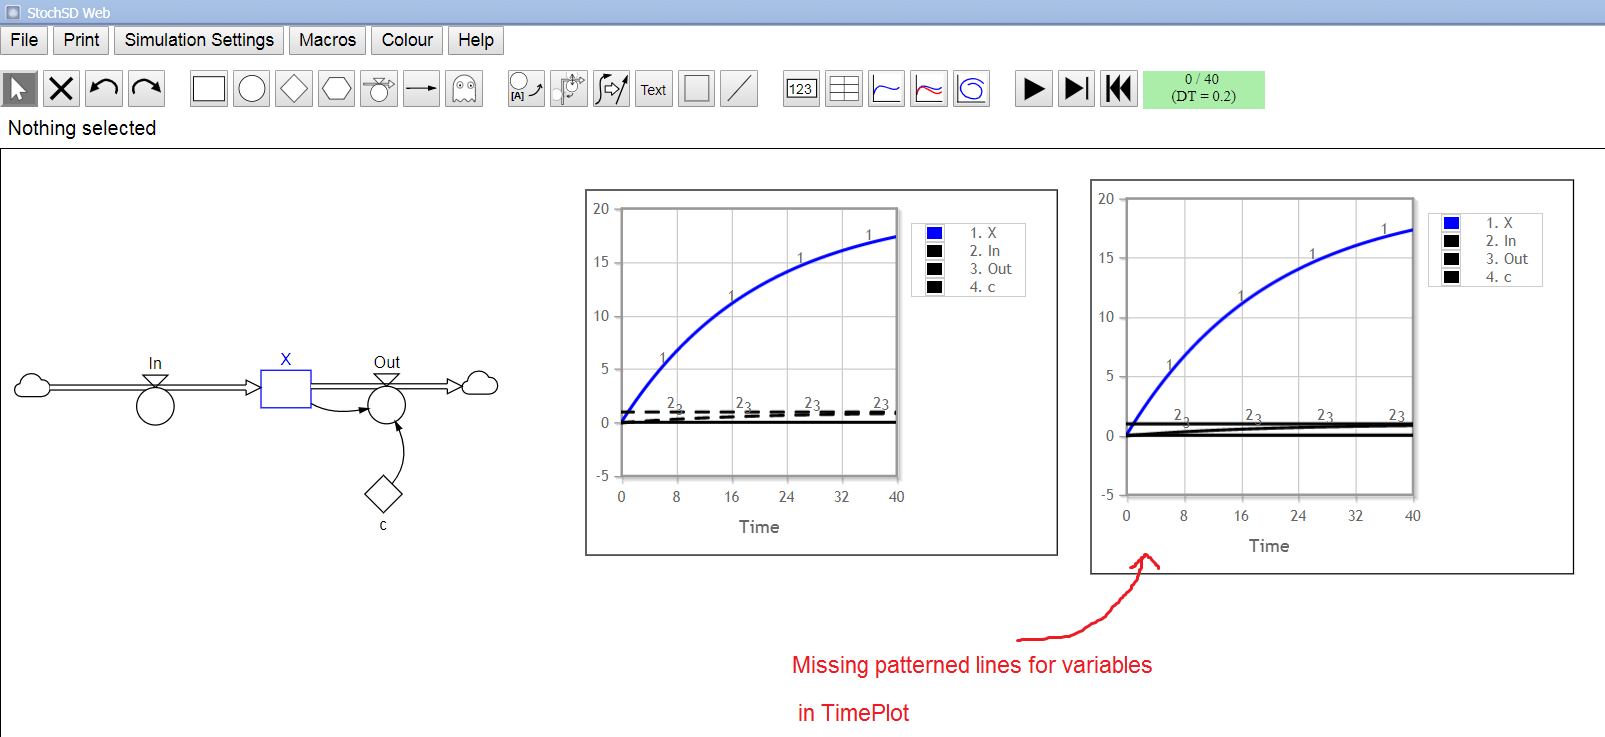 StochSD Web
File Print Simulation Settings Macros Colour Help
[A] Text 123 0 / 40
(DT = 0.2)
Nothing selected
In
X
Out
c
20
15
10
5
0
-5
0 8 16 24 32 40
Time
1 1 1 1
2 3 2 3 2 3 2 3
1. X
2. In
3. Out
4. c
20
15
10
5
0
-5
0 8 16 24 32 40
Time
1 1 1 1
2 3 2 3 2 3 2 3
1. X
2. In
3. Out
4. c
Missing patterned lines for variables
in TimePlot